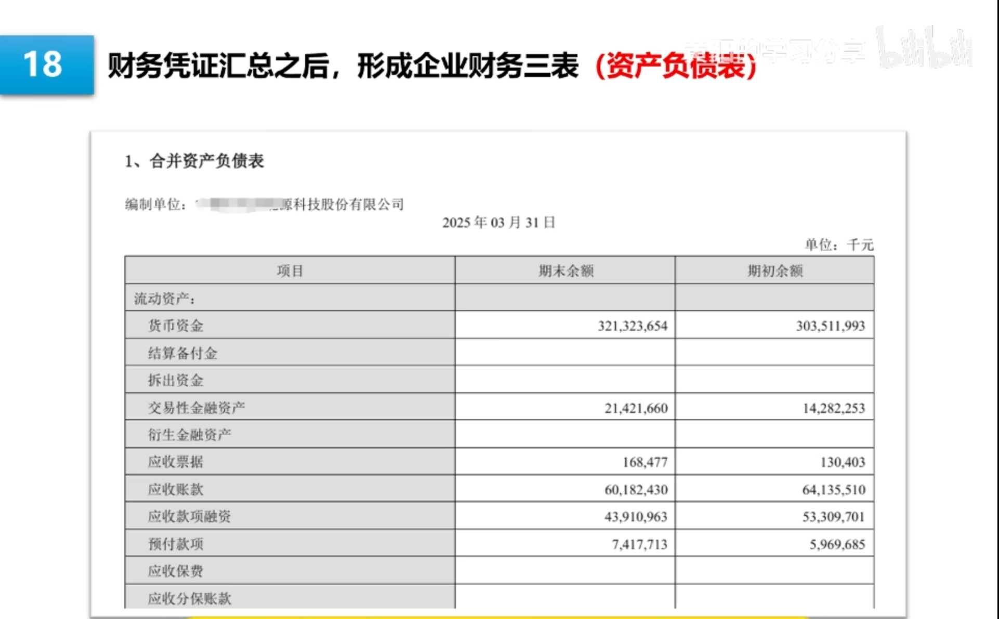 18
财务凭证汇总之后，形成企业财务三表（资产负债表）
的学习分享
bilibili
1、合并资产负债表
编制单位：源科技股份有限公司
2025 年 03 月 31 日
单位：千元
项目 期末余额 期初余额
流动资产：
货币资金 321,323,654 303,511,993
结算备付金
拆出资金
交易性金融资产 21,421,660 14,282,253
衍生金融资产
应收票据 168,477 130,403
应收账款 60,182,430 64,135,510
应收款项融资 43,910,963 53,309,701
预付款项 7,417,713 5,969,685
应收保费
应收分保账款